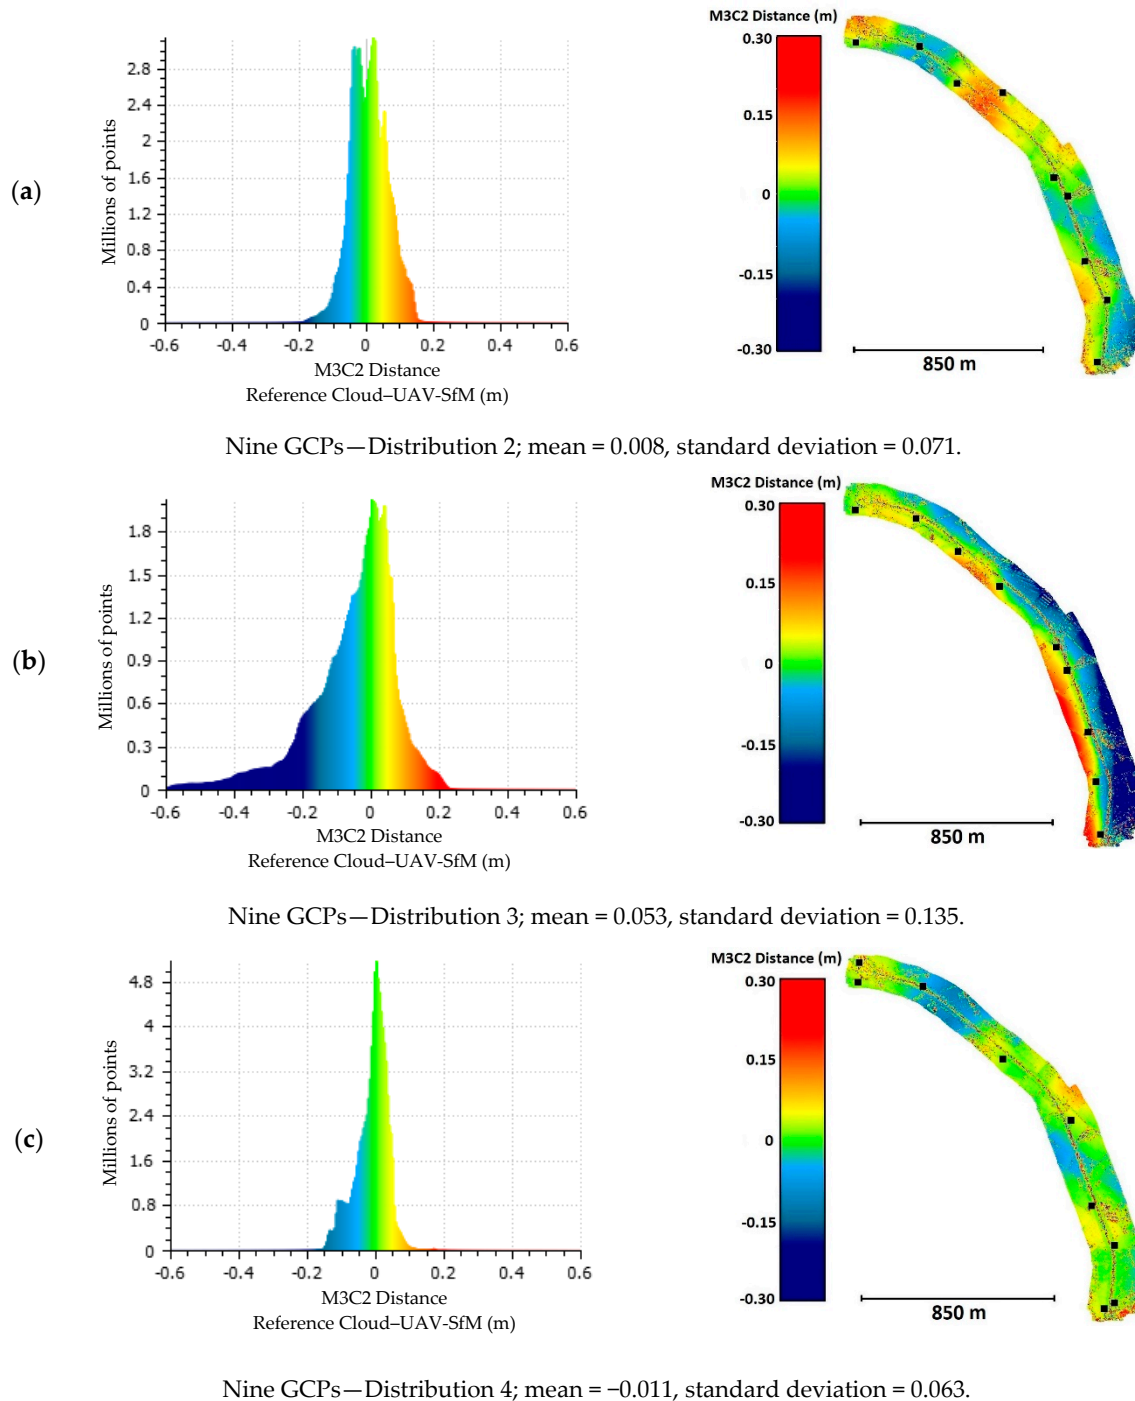 (a)
Millions of points
2.8
2.4
2
1.6
1.2
0.8
0.4
0
-0.6 -0.4 -0.2 0 0.2 0.4 0.6
M3C2 Distance
Reference Cloud–UAV-SfM (m)
M3C2 Distance (m)
0.30
0.15
0
-0.15
-0.30
850 m
Nine GCPs—Distribution 2; mean = 0.008, standard deviation = 0.071.
(b)
Millions of points
1.8
1.5
1.2
0.9
0.6
0.3
0
-0.6 -0.4 -0.2 0 0.2 0.4 0.6
M3C2 Distance
Reference Cloud–UAV-SfM (m)
M3C2 Distance (m)
0.30
0.15
0
-0.15
-0.30
850 m
Nine GCPs—Distribution 3; mean = 0.053, standard deviation = 0.135.
(c)
Millions of points
4.8
4
3.2
2.4
1.6
0.8
0
-0.6 -0.4 -0.2 0 0.2 0.4 0.6
M3C2 Distance
Reference Cloud–UAV-SfM (m)
M3C2 Distance (m)
0.30
0.15
0
-0.15
-0.30
850 m
Nine GCPs—Distribution 4; mean = −0.011, standard deviation = 0.063.